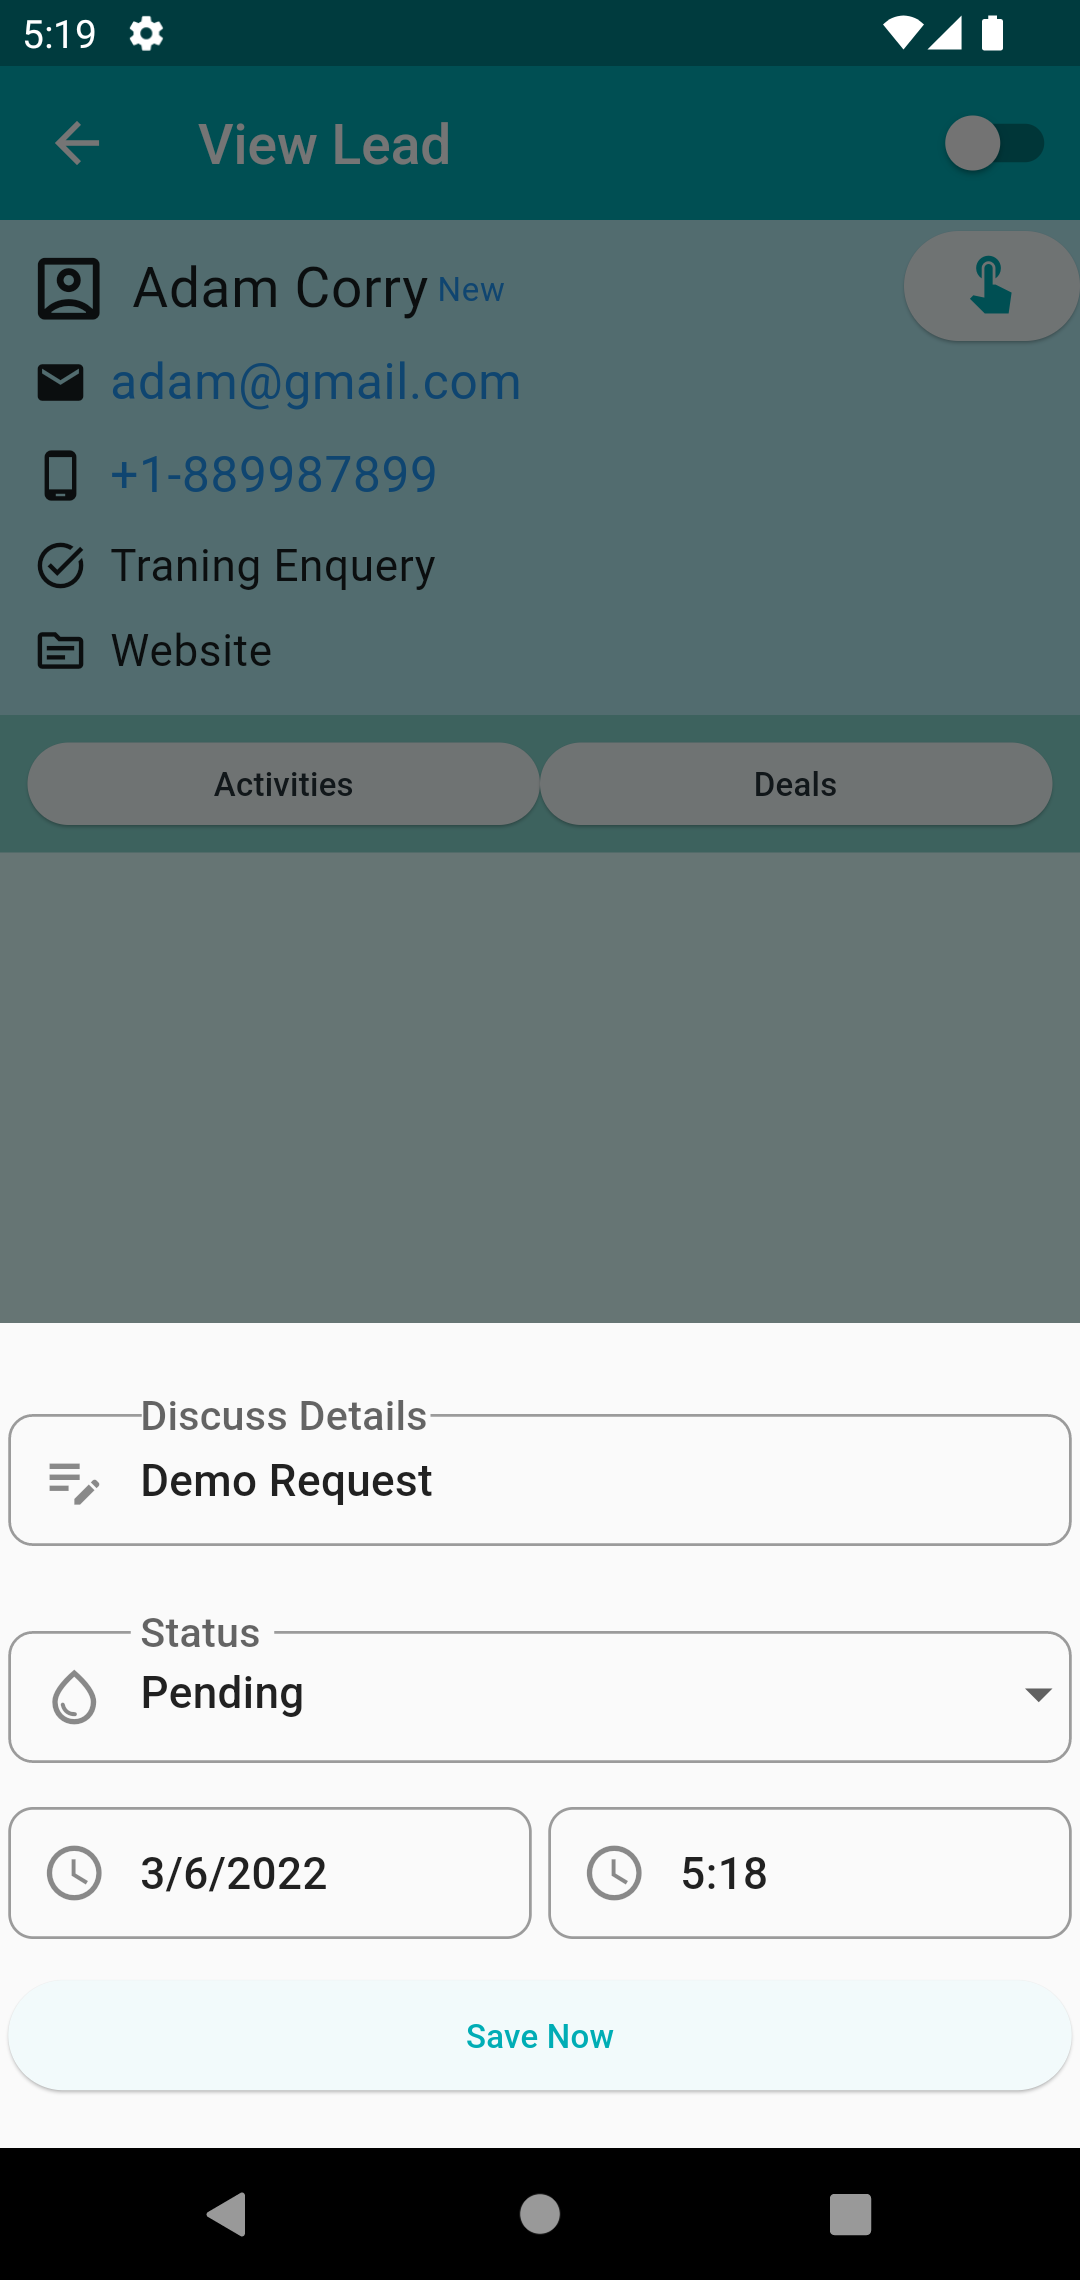 5:19
View Lead
Adam Corry New
adam@gmail.com
+1-889987899
Traning Enquery
Website
Activities
Deals
Discuss Details
Demo Request
Status
Pending
3/6/2022
5:18
Save Now